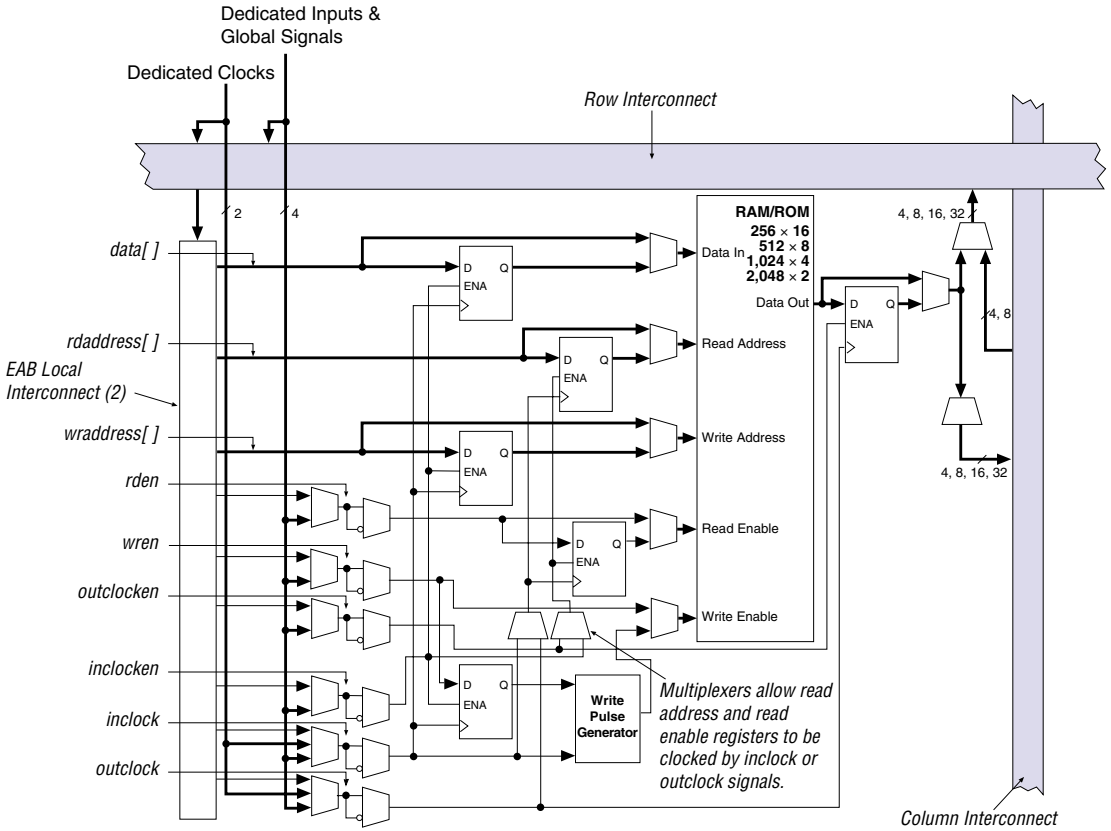 Dedicated Inputs &
Global Signals
Dedicated Clocks
Row Interconnect
2
4
4, 8, 16, 32
RAM/ROM
256 × 16
512 × 8
1,024 × 4
2,048 × 2
data[ ]
D Q
ENA
Data In
Data Out
D Q
ENA
4, 8
rdaddress[ ]
D Q
ENA
Read Address
EAB Local
Interconnect (2)
wraddress[ ]
D Q
ENA
Write Address
4, 8, 16, 32
rden
D Q
ENA
Read Enable
wren
outclocken
Write Enable
inclocken
D Q
ENA
Write
Pulse
Generator
Multiplexers allow read
address and read
enable registers to be
clocked by inclock or
outclock signals.
inclock
outclock
Column Interconnect